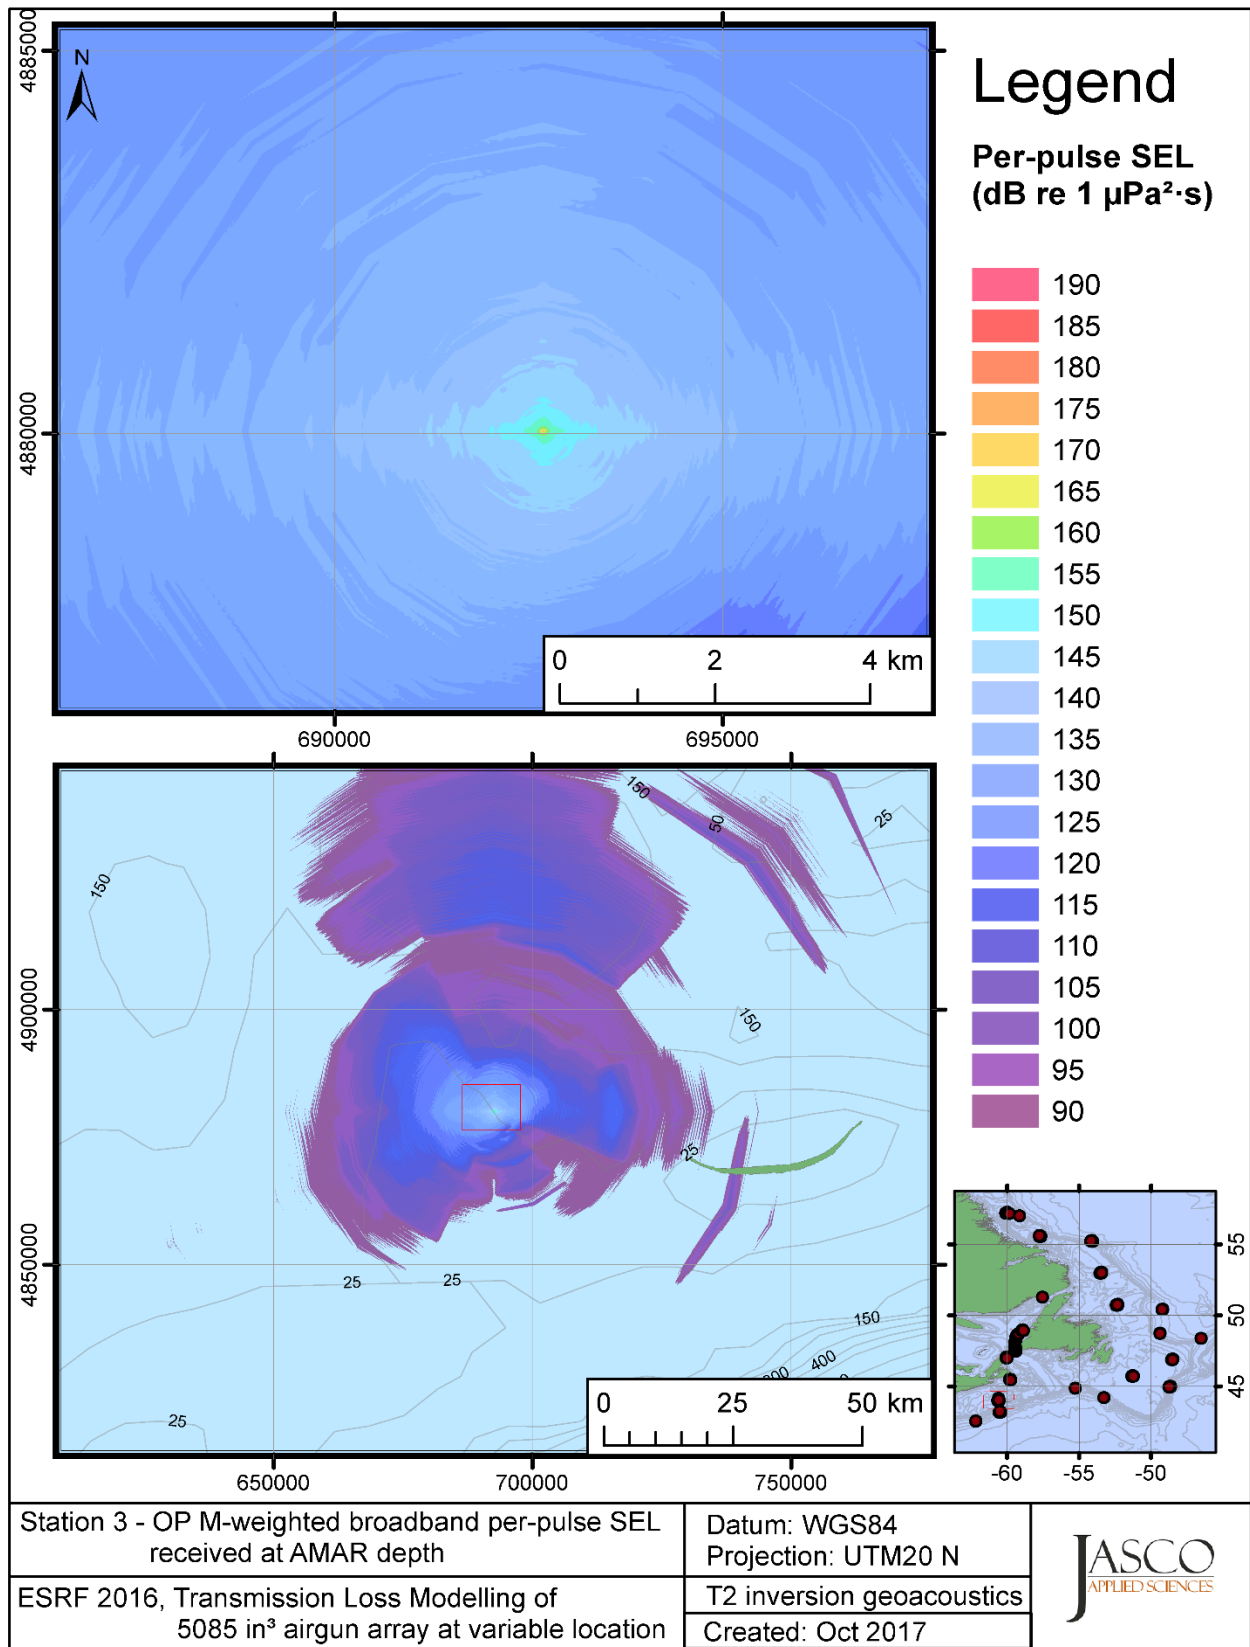 4885000
4880000
N
0 2 4 km
690000 695000
Legend
Per-pulse SEL
(dB re 1 µPa²·s)
190
185
180
175
170
165
160
155
150
145
140
135
130
125
120
115
110
105
100
95
90
4900000
4850000
150
150
50
25
150
25
25
25
25
150
400
0 25 50 km
650000 700000 750000
55
50
45
-60 -55 -50
Station 3 - OP M-weighted broadband per-pulse SEL
received at AMAR depth
ESRF 2016, Transmission Loss Modelling of
5085 in³ airgun array at variable location
Datum: WGS84
Projection: UTM20 N
T2 inversion geoacoustics
Created: Oct 2017
JASCO
APPLIED SCIENCES